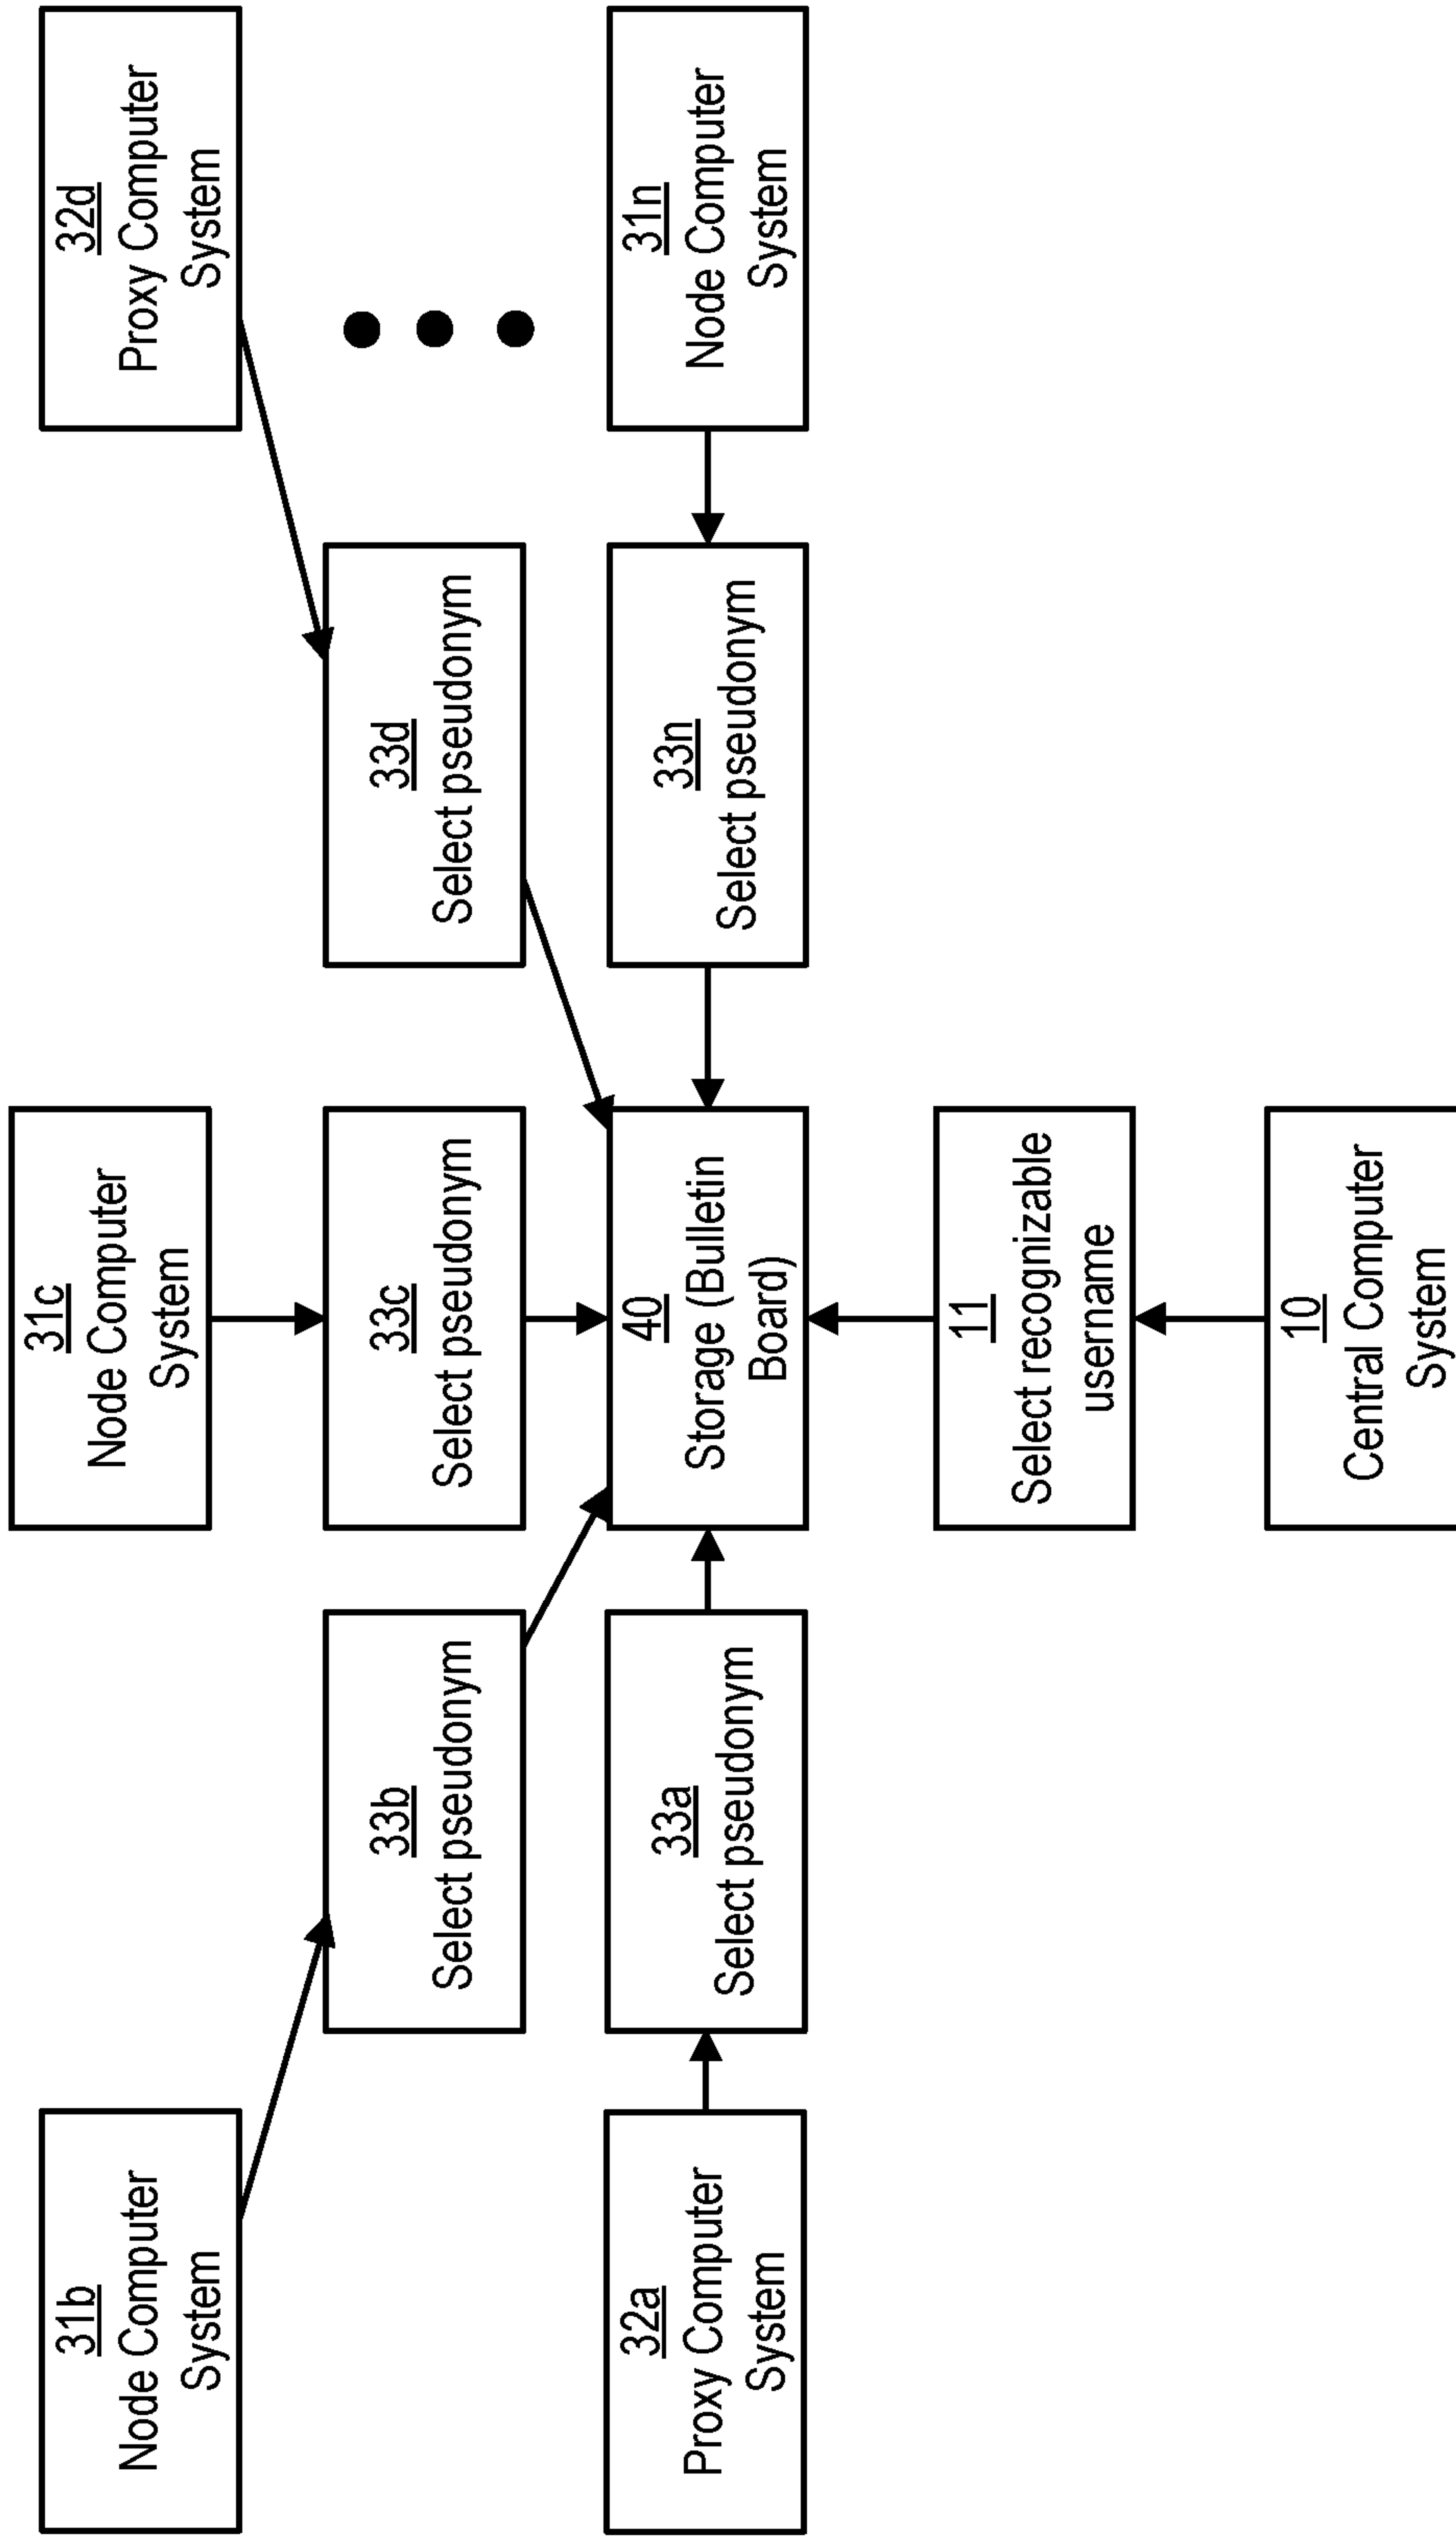 31c
Node Computer
System
31b
Node Computer
System
32d
Proxy Computer
System
33b
Select pseudonym
33c
Select pseudonym
33d
Select pseudonym
32a
Proxy Computer
System
33a
Select pseudonym
40
Storage (Bulletin
Board)
33n
Select pseudonym
31n
Node Computer
System
11
Select recognizable
username
10
Central Computer
System